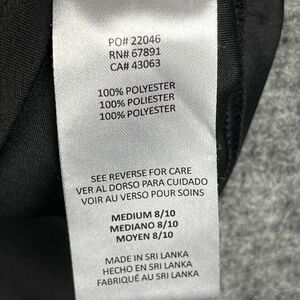 PO# 22046
RN# 67891
CA# 43063
100% POLYESTER
100% POLIESTER
100% POLYESTER
SEE REVERSE FOR CARE
VER AL DORSO PARA CUIDADO
VOIR AU VERSO POUR SOINS
MEDIUM 8/10
MEDIANO 8/10
MOYEN 8/10
MADE IN SRI LANKA
HECHO EN SRI LANKA
FABRIQUÉ AU SRI LANKA